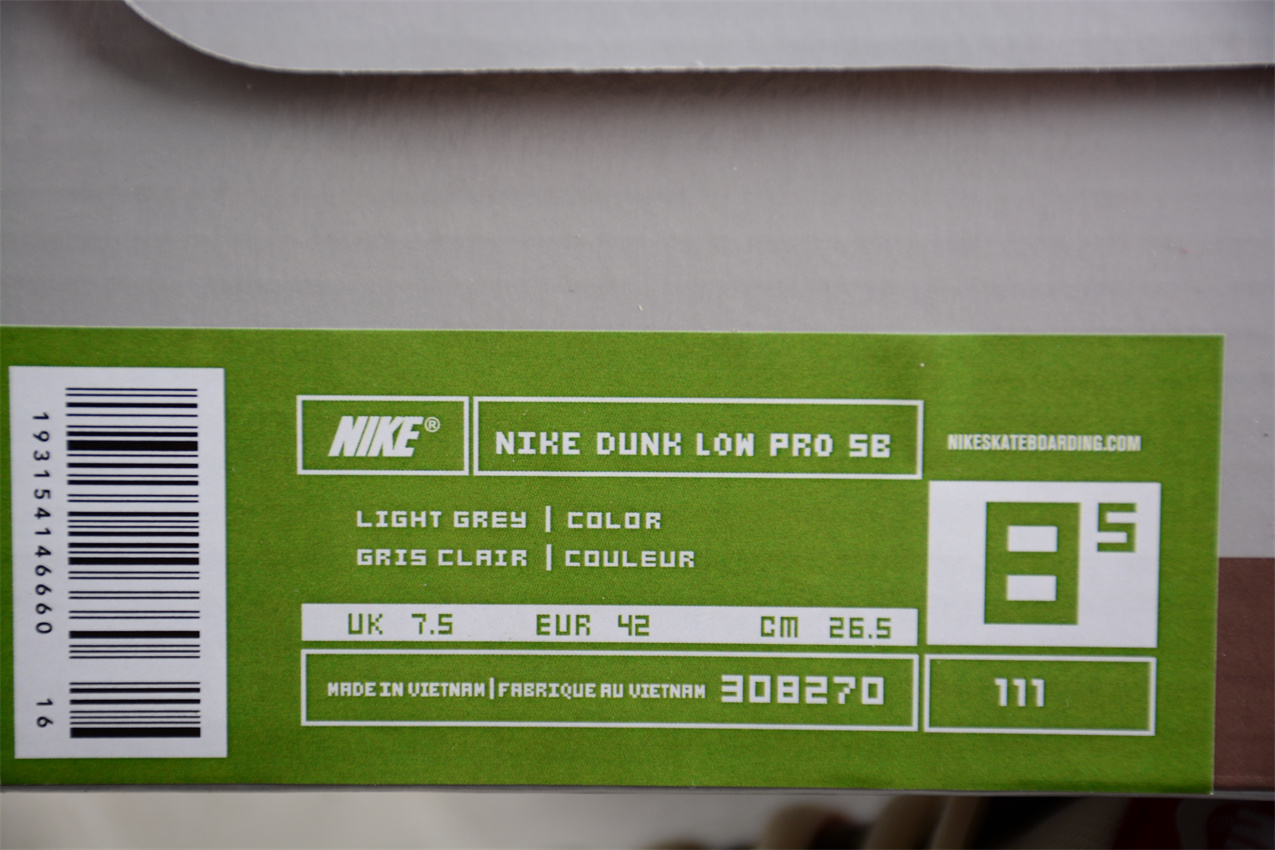 193154146660 16
NIKE®
NIKE DUNK LOW PRO SB
NIKESKATEBOARDING.COM
LIGHT GREY | COLOR
GRIS CLAIR | COULEUR
8 5
UK 7.5 EUR 42 CM 26.5
MADE IN VIETNAM|FABRIQUE AU VIETNAM 308270
111